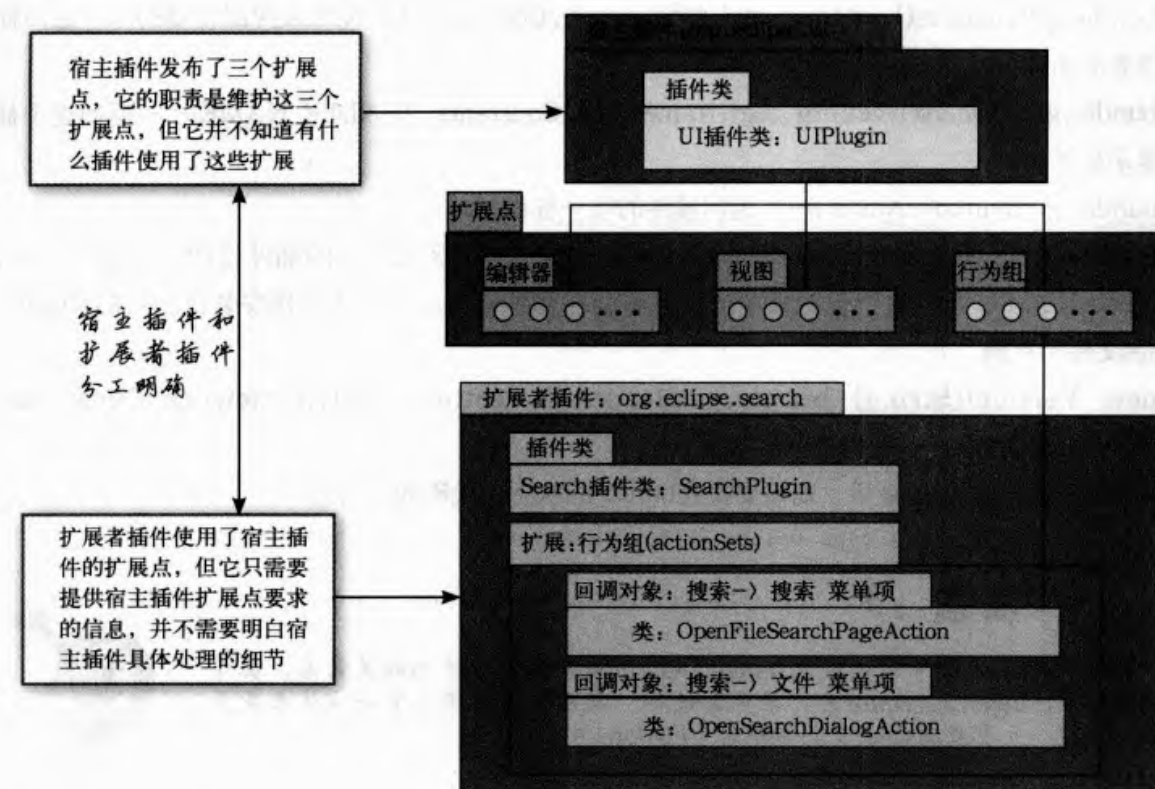 宿主插件发布了三个扩展
点，它的职责是维护这三个
扩展点，但它并不知道有什
么插件使用了这些扩展
插件类
UI插件类：UIPlugin
扩展点
编辑器
视图
行为组
宿主插件和
扩展者插件
分工明确
扩展者插件：org.eclipse.search
插件类
Search插件类：SearchPlugin
扩展:行为组(actionSets)
回调对象：搜索-〉搜索 菜单项
类：OpenFileSearchPageAction
回调对象：搜索-〉文件 菜单项
类：OpenSearchDialogAction
扩展者插件使用了宿主插
件的扩展点，但它只需要
提供宿主插件扩展点要求
的信息，并不需要明白宿
主插件具体处理的细节